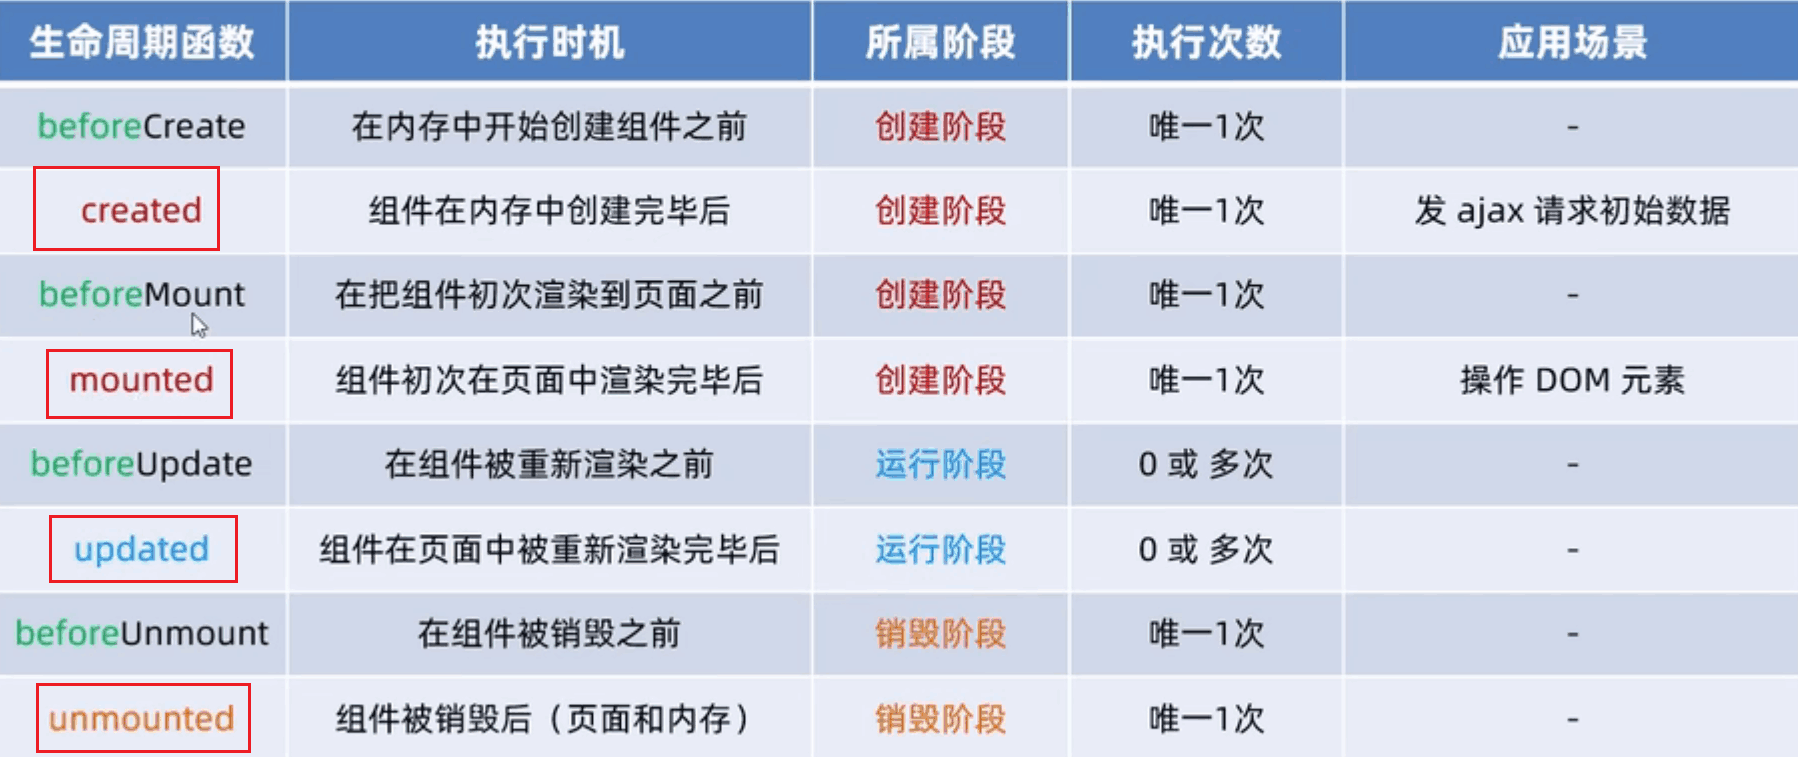 生命周期函数 执行时机 所属阶段 执行次数 应用场景
beforeCreate 在内存中开始创建组件之前 创建阶段 唯一1次 -
created 组件在内存中创建完毕后 创建阶段 唯一1次 发 ajax 请求初始数据
beforeMount 在把组件初次渲染到页面之前 创建阶段 唯一1次 -
mounted 组件初次在页面中渲染完毕后 创建阶段 唯一1次 操作 DOM 元素
beforeUpdate 在组件被重新渲染之前 运行阶段 0 或 多次 -
updated 组件在页面中被重新渲染完毕后 运行阶段 0 或 多次 -
beforeUnmount 在组件被销毁之前 销毁阶段 唯一1次 -
unmounted 组件被销毁后（页面和内存） 销毁阶段 唯一1次 -